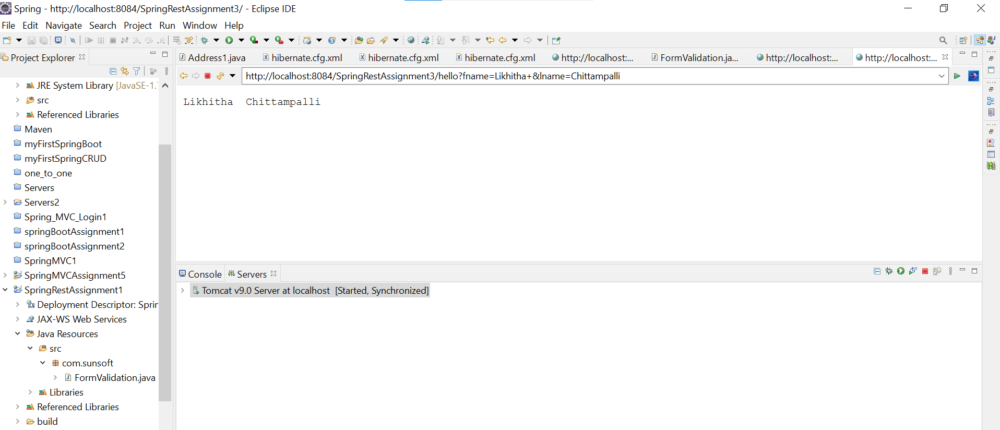 Spring - http://localhost:8084/SpringRestAssignment3/ - Eclipse IDE
File Edit Navigate Search Project Run Window Help
Project Explorer
JRE System Library [JavaSE-1.
src
Referenced Libraries
Maven
myFirstSpringBoot
myFirstSpringCRUD
one_to_one
Servers
Servers2
Spring_MVC_Login1
springBootAssignment1
springBootAssignment2
SpringMVC1
SpringMVCAssignment5
SpringRestAssignment1
Deployment Descriptor: Sprin
JAX-WS Web Services
Java Resources
src
com.sunsoft
FormValidation.java
Libraries
Referenced Libraries
build
Address1.java hibernate.cfg.xml hibernate.cfg.xml hibernate.cfg.xml http://localhost:... FormValidation.ja... http://localhost:... http://localhost:...
http://localhost:8084/SpringRestAssignment3/hello?fname=Likhitha+&lname=Chittampalli
Likhitha Chittampalli
Console Servers
Tomcat v9.0 Server at localhost [Started, Synchronized]